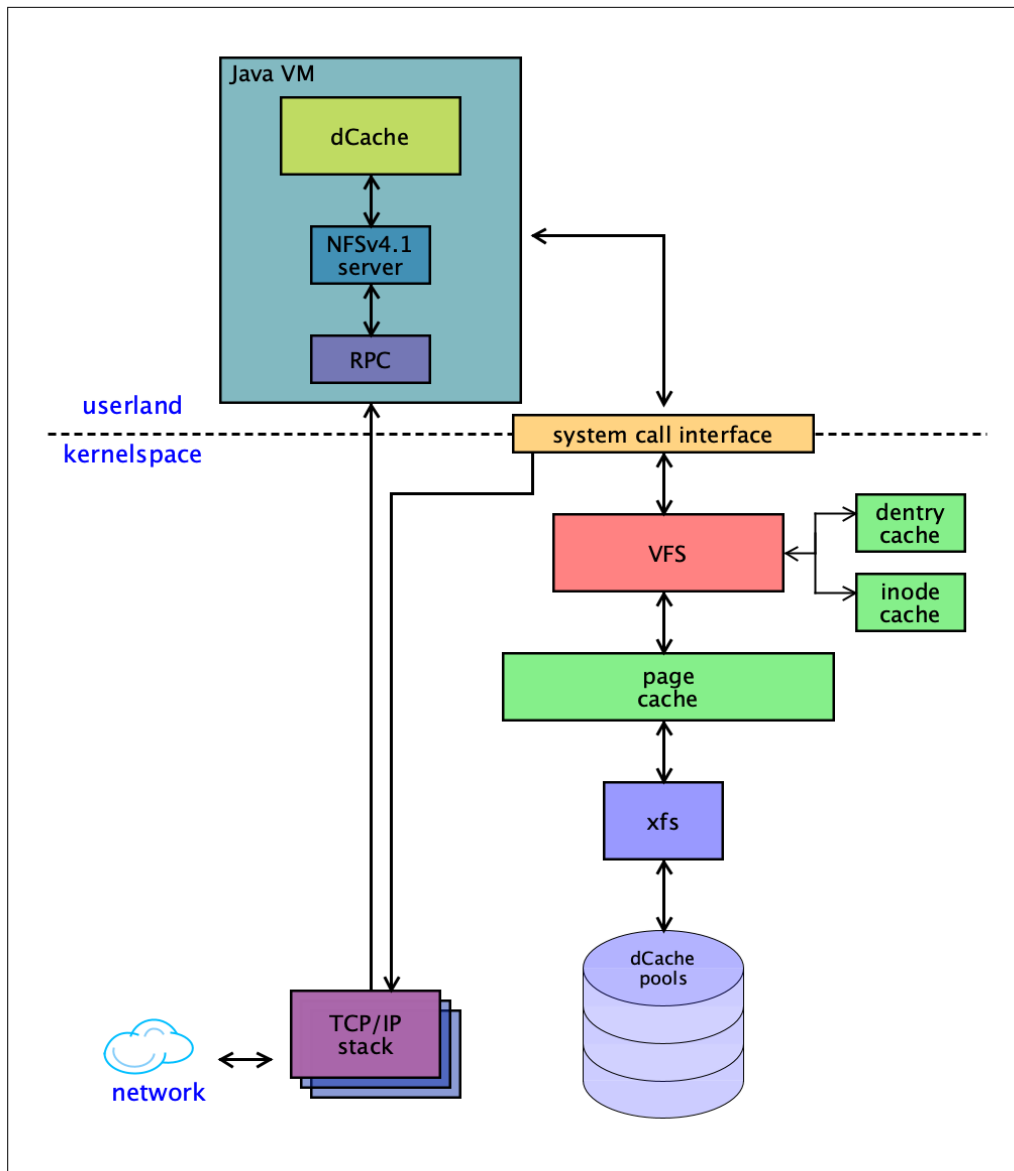 Java VM
dCache
NFSv4.1
server
RPC
userland
system call interface
kernelspace
dentry
cache
VFS
inode
cache
page
cache
xfs
dCache
pools
TCP/IP
stack
network